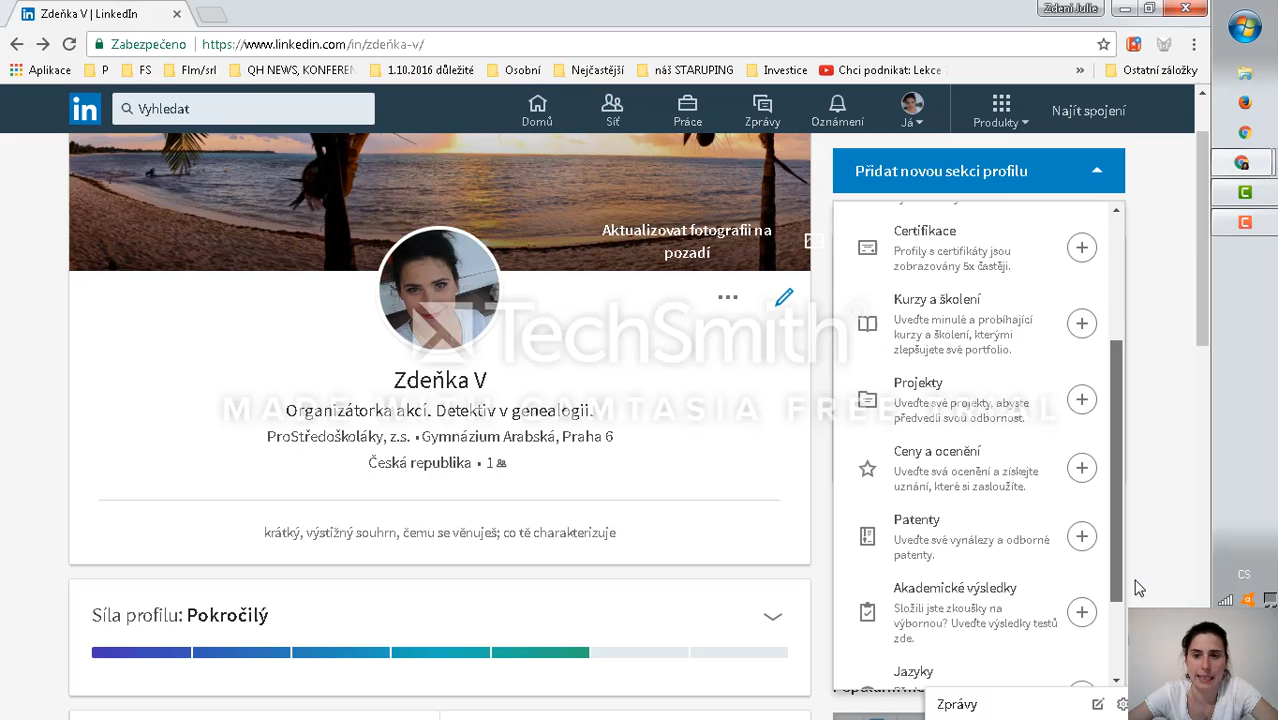 Zdeňka V | LinkedIn
Zdeni Julie
Zabezpečeno
https://www.linkedin.com/in/zdeňka-v/
Aplikace
P
FS
Flm/srl
QH NEWS, KONFEREN
1.10.2016 důležité
Osobní
Nejčastější
náš STARUPING
Investice
Chci podnikat: Lekce
»
Ostatní záložky
in
Vyhledat
Domů
Síť
Práce
Zprávy
Oznámení
Já
Produkty
Najít spojení
Přidat novou sekci profilu
Aktualizovat fotografii na
pozadí
Certifikace
Profily s certifikáty jsou
zobrazovány 5x častěji.
Kurzy a školení
Uveďte minulé a probíhající
kurzy a školení, kterými
zlepšujete své portfolio.
Projekty
Uveďte své projekty, abyste
předvedli svou odbornost.
Ceny a ocenění
Uveďte svá ocenění a získejte
uznání, které si zasloužíte.
Patenty
Uveďte své vynálezy a odborné
patenty.
Akademické výsledky
Složili jste zkoušky na
výbornou? Uveďte výsledky testů
zde.
Jazyky
TechSmith
MADE WITH CAMTASIA FREE TRIAL
Zdeňka V
Organizátorka akcí. Detektiv v genealogii.
ProStředoškoláky, z.s. • Gymnázium Arabská, Praha 6
Česká republika • 1
krátký, výstižný souhrn, čemu se věnuješ; co tě charakterizuje
Síla profilu: Pokročilý
Zprávy
CS